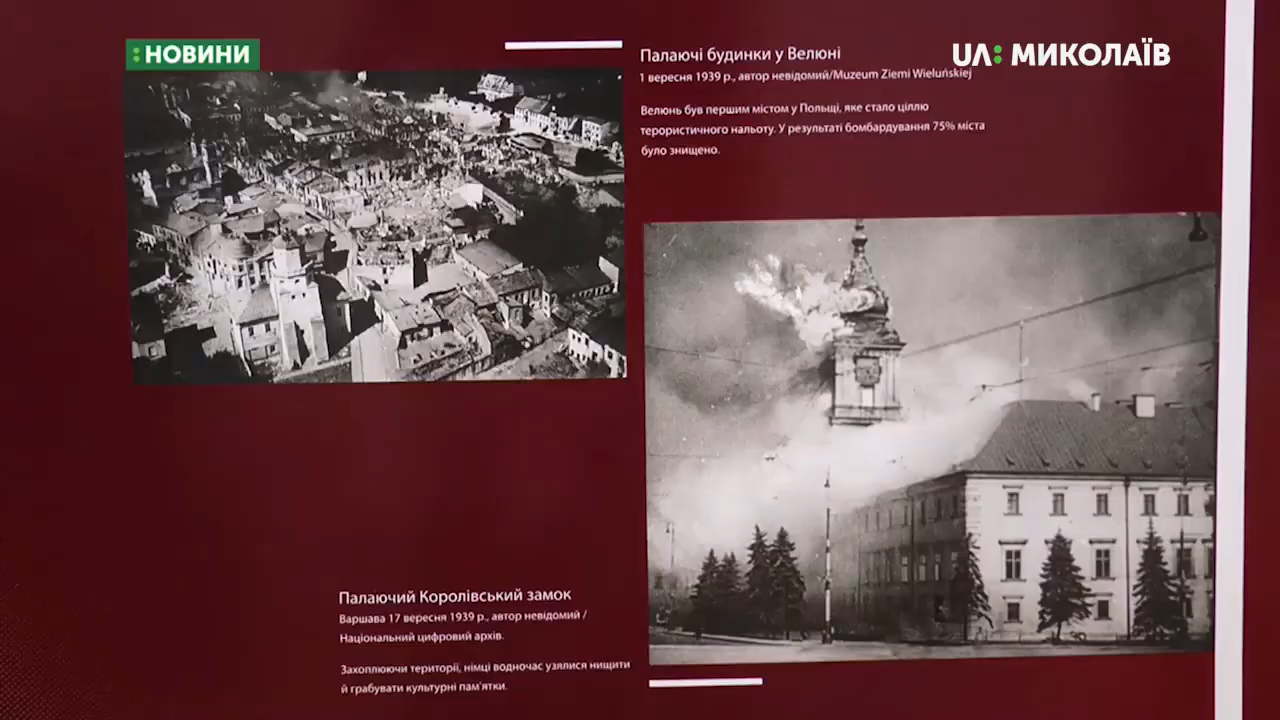 :НОВИНИ
UA: МИКОЛАЇВ
Палаючі будинки у Велюні
1 вересня 1939 р., автор невідомий/Muzeum Ziemi Wieluńskiej
Велюнь був першим містом у Польщі, яке стало ціллю
терористичного нальоту. У результаті бомбардування 75% міста
було знищено.
Палаючий Королівський замок
Варшава 17 вересня 1939 р., автор невідомий /
Національний цифровий архів.
Захоплюючи території, німці водночас узялися нищити
й грабувати культурні пам'ятки.